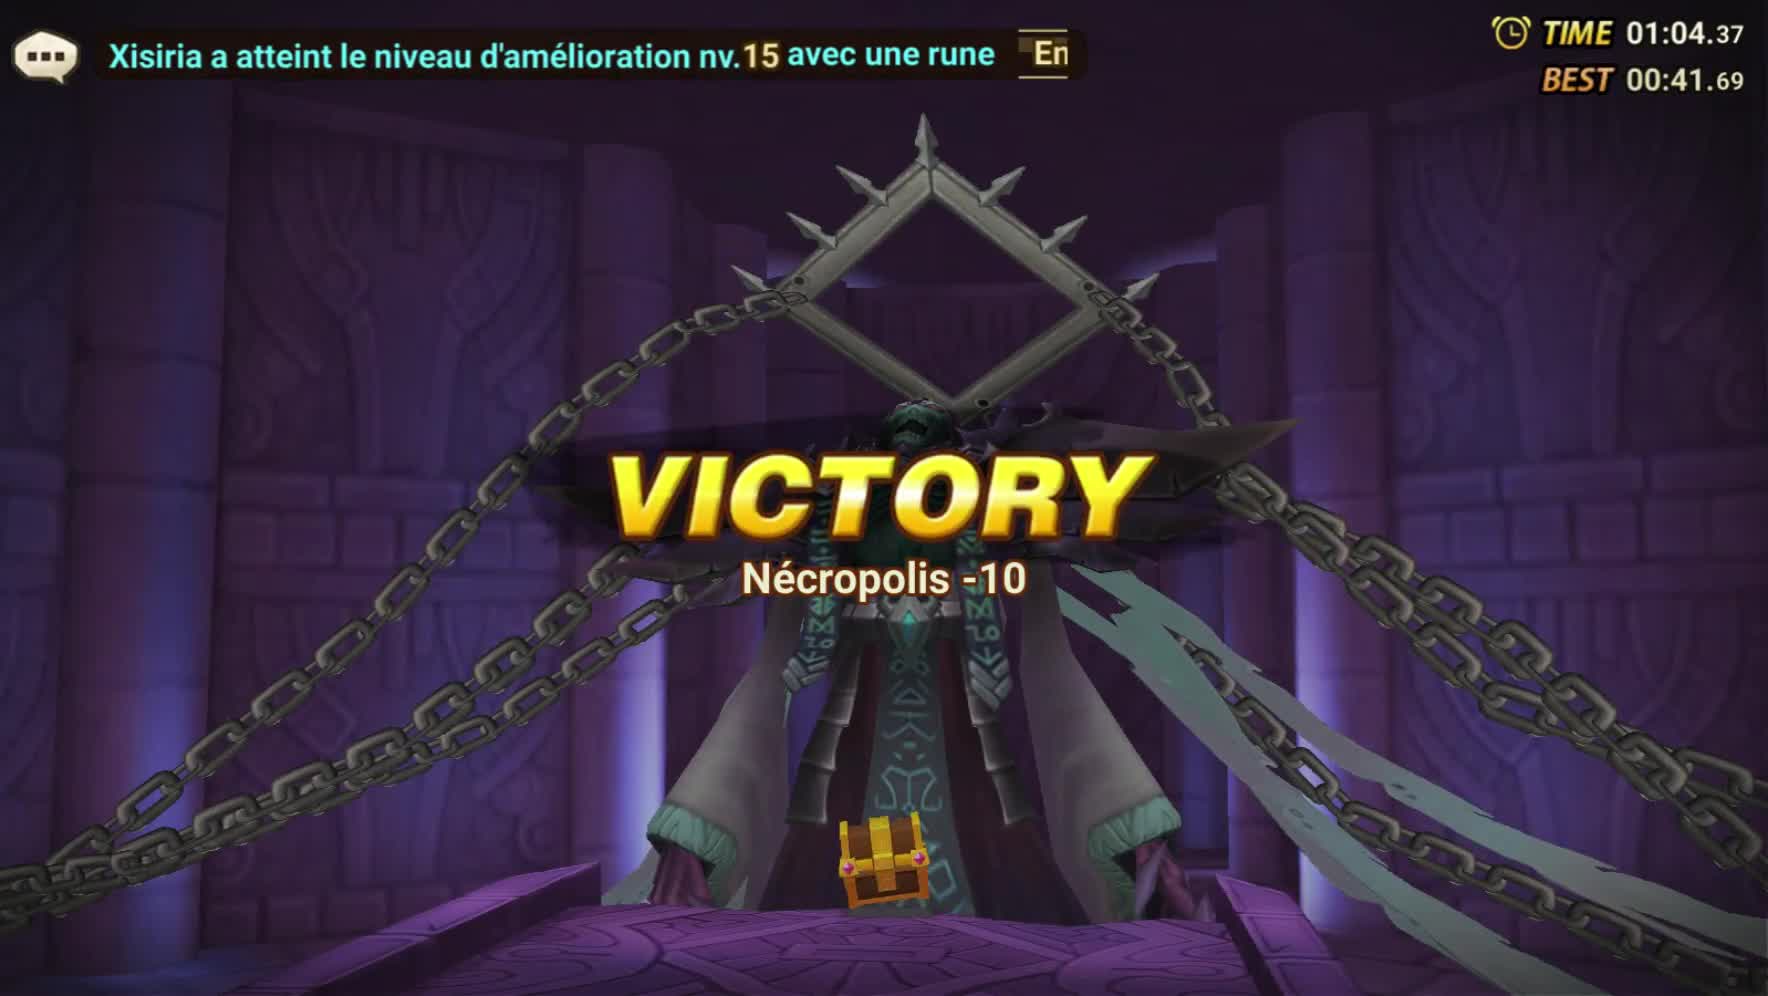 Xisiria a atteint le niveau d'amélioration nv.15 avec une rune En
TIME 01:04.37
BEST 00:41.69
VICTORY
Nécropolis -10